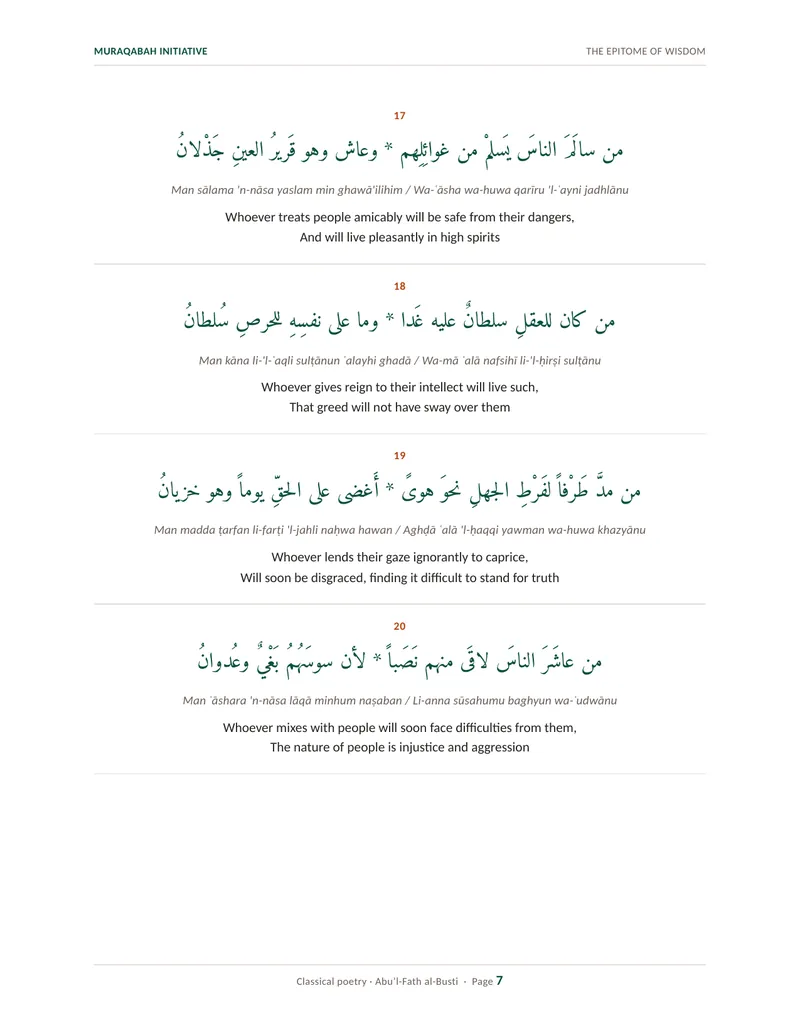 MURAQABAH INITIATIVE
THE EPITOME OF WISDOM
17
من سالَمَ الناسَ يَسلمْ من غوائِلِهم * وعاش وهو قَريرُ العينِ جَذْلانُ
Man sālama 'n-nāsa yaslam min ghawā'ilihim / Wa-ʿāsha wa-huwa qarīru 'l-ʿayni jadhlānu
Whoever treats people amicably will be safe from their dangers,
And will live pleasantly in high spirits
18
من كان للعقلِ سلطانٌ عليه غَدا * وما على نفسِهِ للحرصِ سُلطانُ
Man kāna li-'l-ʿaqli sulṭānun ʿalayhi ghadā / Wa-mā ʿalā nafsihī li-'l-ḥirṣi sulṭānu
Whoever gives reign to their intellect will live such,
That greed will not have sway over them
19
من مدَّ طَرْفاً لفَرْطِ الجهلِ نحوَ هوىً * أَغضى على الحقِّ يوماً وهو خزيانُ
Man madda ṭarfan li-farṭi 'l-jahli naḥwa hawan / Aghḍā ʿalā 'l-ḥaqqi yawman wa-huwa khazyānu
Whoever lends their gaze ignorantly to caprice,
Will soon be disgraced, finding it difficult to stand for truth
20
من عاشَرَ الناسَ لاقَى منهم نَصَباً * لأن سوسَهُمُ بَغْيٌ وعُدوانُ
Man ʿāshara 'n-nāsa lāqā minhum naṣaban / Li-anna sūsahumu baghyun wa-ʿudwānu
Whoever mixes with people will soon face difficulties from them,
The nature of people is injustice and aggression
Classical poetry · Abu'l-Fath al-Busti · Page 7